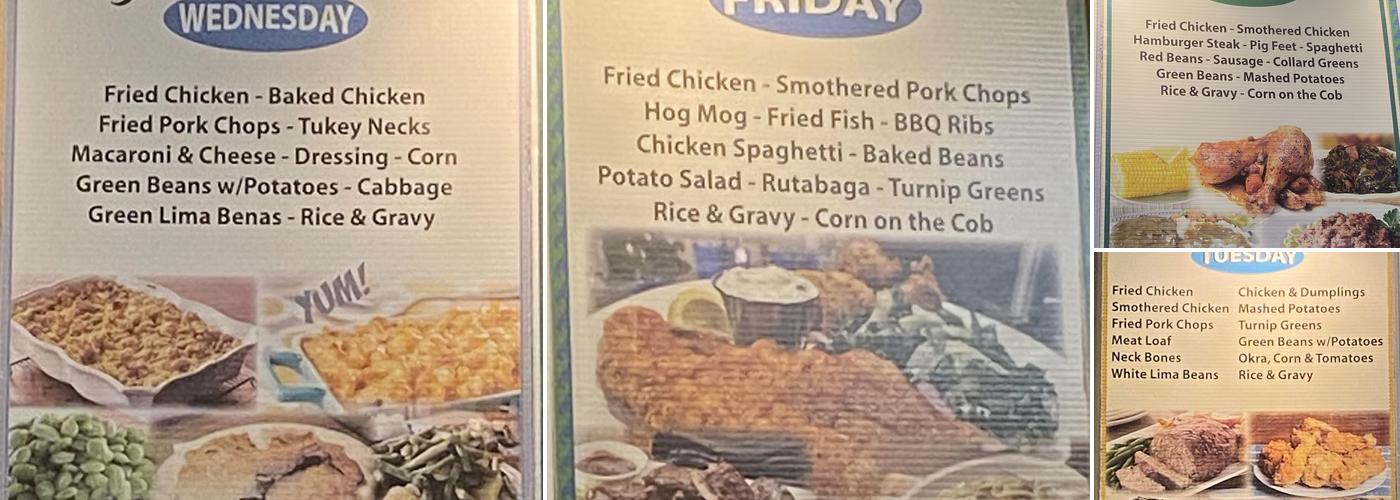 WEDNESDAY
Fried Chicken - Baked Chicken
Fried Pork Chops - Tukey Necks
Macaroni & Cheese - Dressing - Corn
Green Beans w/Potatoes - Cabbage
Green Lima Benas - Rice & Gravy
YUM!
FRIDAY
Fried Chicken - Smothered Pork Chops
Hog Mog - Fried Fish - BBQ Ribs
Chicken Spaghetti - Baked Beans
Potato Salad - Rutabaga - Turnip Greens
Rice & Gravy - Corn on the Cob
Fried Chicken - Smothered Chicken
Hamburger Steak - Pig Feet - Spaghetti
Red Beans - Sausage - Collard Greens
Green Beans - Mashed Potatoes
Rice & Gravy - Corn on the Cob
TUESDAY
Fried Chicken
Smothered Chicken
Fried Pork Chops
Meat Loaf
Neck Bones
White Lima Beans
Chicken & Dumplings
Mashed Potatoes
Turnip Greens
Green Beans w/Potatoes
Okra, Corn & Tomatoes
Rice & Gravy